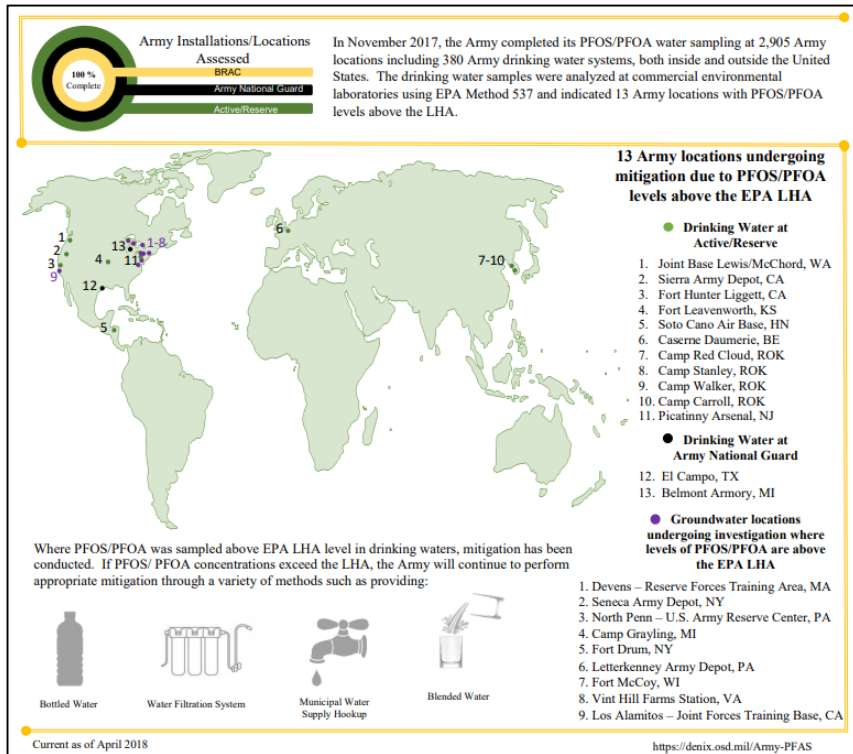 Army Installations/Locations
Assessed
100 %
Complete
BRAC
Army National Guard
Active/Reserve
In November 2017, the Army completed its PFOS/PFOA water sampling at 2,905 Army
locations including 380 Army drinking water systems, both inside and outside the United
States. The drinking water samples were analyzed at commercial environmental
laboratories using EPA Method 537 and indicated 13 Army locations with PFOS/PFOA
levels above the LHA.
1
2
3
9
4
13
1-8
11
12
5
6
7-10
13 Army locations undergoing
mitigation due to PFOS/PFOA
levels above the EPA LHA
Drinking Water at
Active/Reserve
1. Joint Base Lewis/McChord, WA
2. Sierra Army Depot, CA
3. Fort Hunter Liggett, CA
4. Fort Leavenworth, KS
5. Soto Cano Air Base, HN
6. Caserne Daumerie, BE
7. Camp Red Cloud, ROK
8. Camp Stanley, ROK
9. Camp Walker, ROK
10. Camp Carroll, ROK
11. Picatinny Arsenal, NJ
Drinking Water at
Army National Guard
12. El Campo, TX
13. Belmont Armory, MI
Groundwater locations
undergoing investigation where
levels of PFOS/PFOA are above
the EPA LHA
1. Devens – Reserve Forces Training Area, MA
2. Seneca Army Depot, NY
3. North Penn – U.S. Army Reserve Center, PA
4. Camp Grayling, MI
5. Fort Drum, NY
6. Letterkenney Army Depot, PA
7. Fort McCoy, WI
8. Vint Hill Farms Station, VA
9. Los Alamitos – Joint Forces Training Base, CA
Where PFOS/PFOA was sampled above EPA LHA level in drinking waters, mitigation has been
conducted. If PFOS/ PFOA concentrations exceed the LHA, the Army will continue to perform
appropriate mitigation through a variety of methods such as providing:
Bottled Water
Water Filtration System
Municipal Water
Supply Hookup
Blended Water
Current as of April 2018
https://denix.osd.mil/Army-PFAS